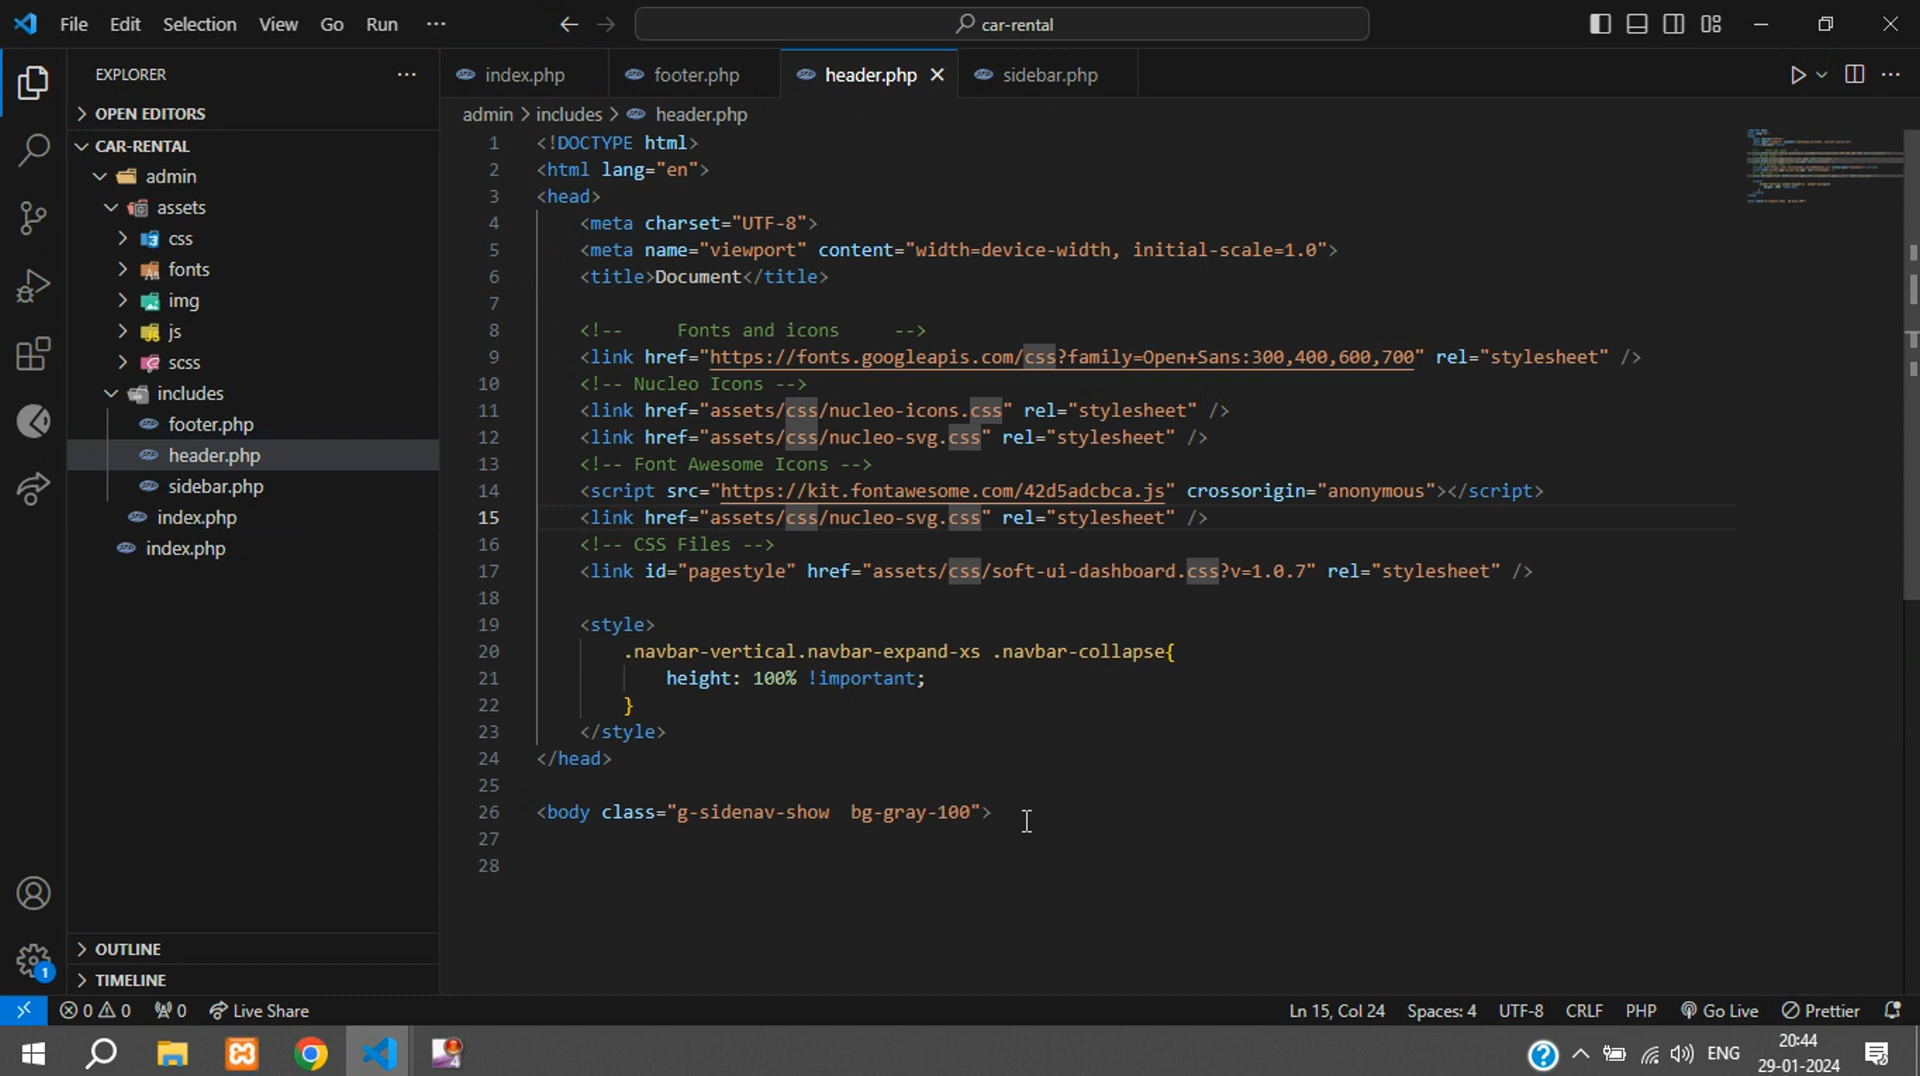 File Edit Selection View Go Run ··· car-rental
EXPLORER ···
OPEN EDITORS
CAR-RENTAL
admin
assets
css
fonts
img
js
scss
includes
footer.php
header.php
sidebar.php
index.php
index.php
OUTLINE
TIMELINE
index.php footer.php header.php sidebar.php ···
admin > includes > header.php
1 <!DOCTYPE html>
2 <html lang="en">
3 <head>
4 <meta charset="UTF-8">
5 <meta name="viewport" content="width=device-width, initial-scale=1.0">
6 <title>Document</title>
7
8 <!--     Fonts and icons     -->
9 <link href="https://fonts.googleapis.com/css?family=Open+Sans:300,400,600,700" rel="stylesheet" />
10 <!-- Nucleo Icons -->
11 <link href="assets/css/nucleo-icons.css" rel="stylesheet" />
12 <link href="assets/css/nucleo-svg.css" rel="stylesheet" />
13 <!-- Font Awesome Icons -->
14 <script src="https://kit.fontawesome.com/42d5adcbca.js" crossorigin="anonymous"></script>
15 <link href="assets/css/nucleo-svg.css" rel="stylesheet" />
16 <!-- CSS Files -->
17 <link id="pagestyle" href="assets/css/soft-ui-dashboard.css?v=1.0.7" rel="stylesheet" />
18
19 <style>
20 .navbar-vertical.navbar-expand-xs .navbar-collapse{
21 height: 100% !important;
22 }
23 </style>
24 </head>
25
26 <body class="g-sidenav-show  bg-gray-100">
27
28
1
0 0 0 Live Share Ln 15, Col 24 Spaces: 4 UTF-8 CRLF PHP Go Live Prettier
4 ENG 20:44
29-01-2024